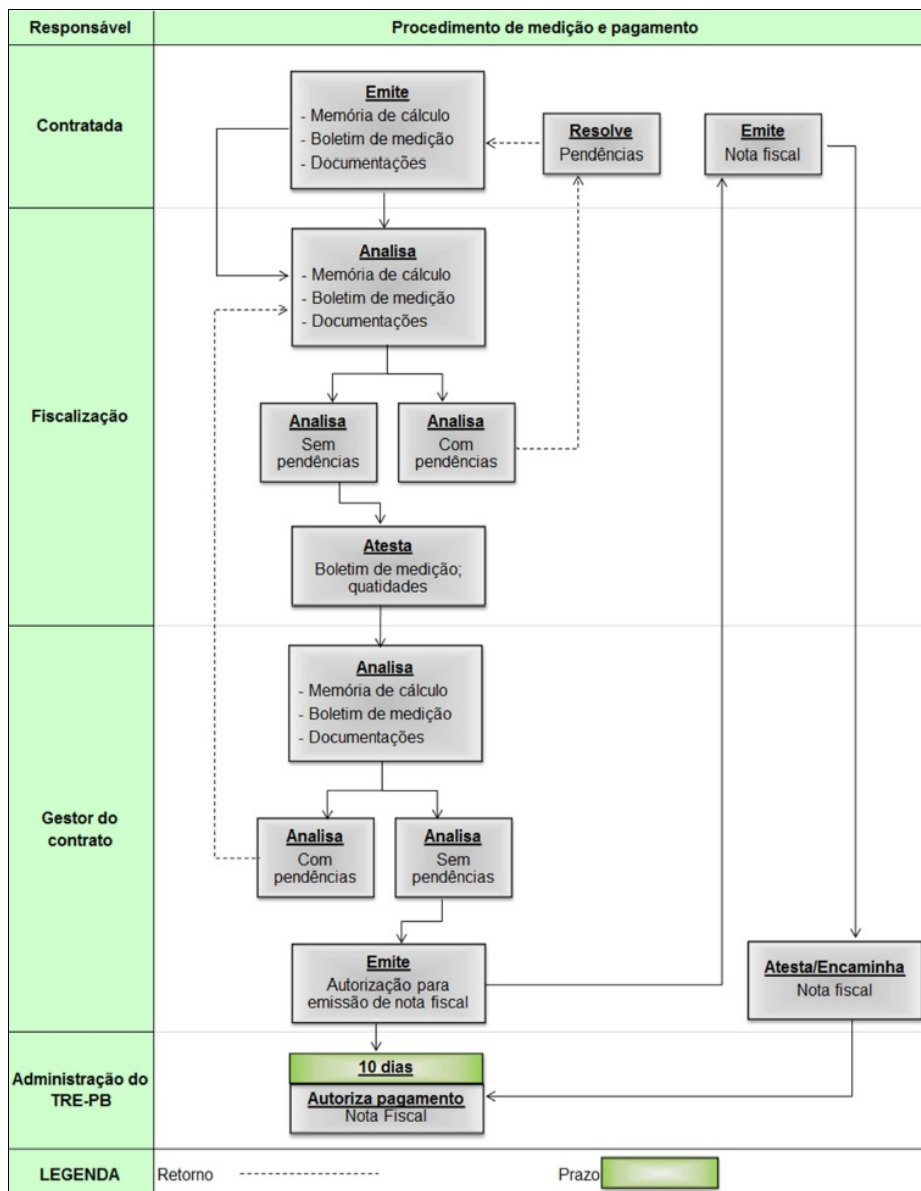 Responsável
Procedimento de medição e pagamento
Contratada
Emite
- Memória de cálculo
- Boletim de medição
- Documentações
Resolve
Pendências
Emite
Nota fiscal
Fiscalização
Analisa
- Memória de cálculo
- Boletim de medição
- Documentações
Analisa
Sem
pendências
Analisa
Com
pendências
Atesta
Boletim de medição;
quatidades
Gestor do
contrato
Analisa
- Memória de cálculo
- Boletim de medição
- Documentações
Analisa
Com
pendências
Analisa
Sem
pendências
Emite
Autorização para
emissão de nota fiscal
Atesta/Encaminha
Nota fiscal
Administração do
TRE-PB
10 dias
Autoriza pagamento
Nota Fiscal
LEGENDA
Retorno
Prazo